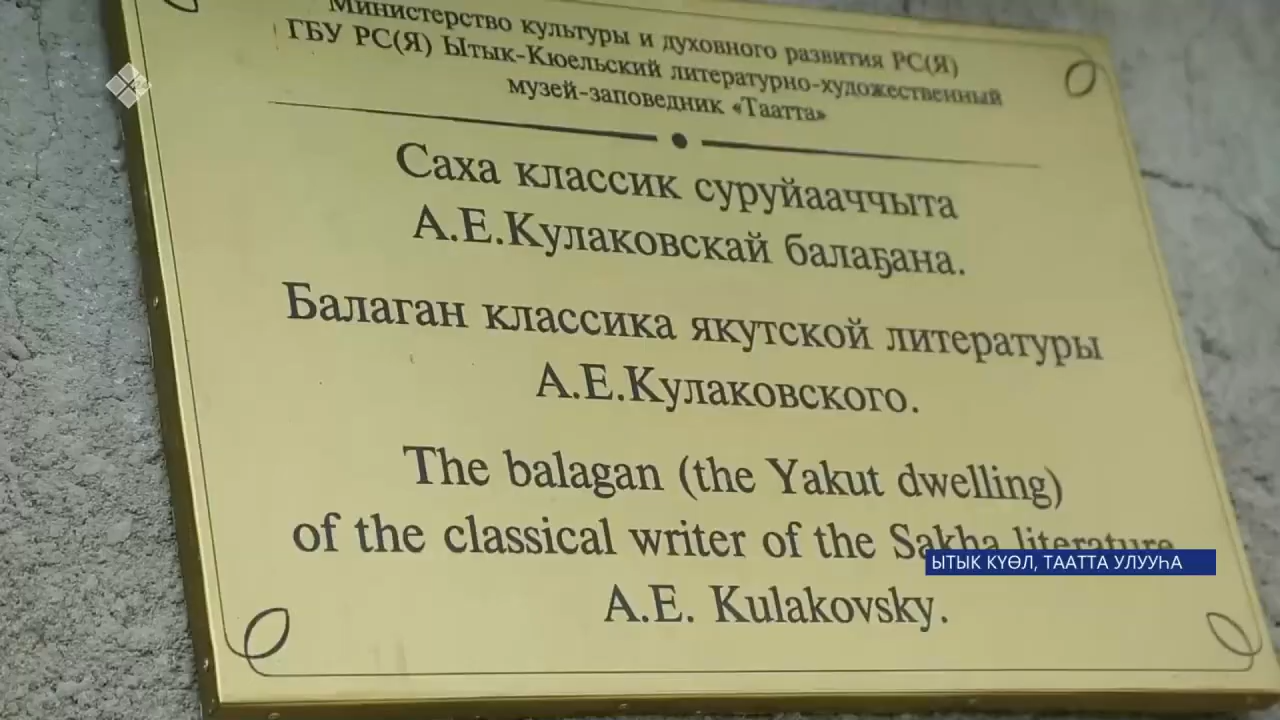 Министерство культуры и духовного развития РС(Я)
ГБУ РС(Я) Ытык-Кюельский литературно-художественный
музей-заповедник «Таатта»
Саха классик суруйааччыта
А.Е.Кулаковскай балаҕана.
Балаган классика якутской литературы
А.Е.Кулаковского.
The balagan (the Yakut dwelling)
of the classical writer of the Sakha literature
A.E. Kulakovsky.
ЫТЫК КҮӨЛ, ТААТТА УЛУУҺА